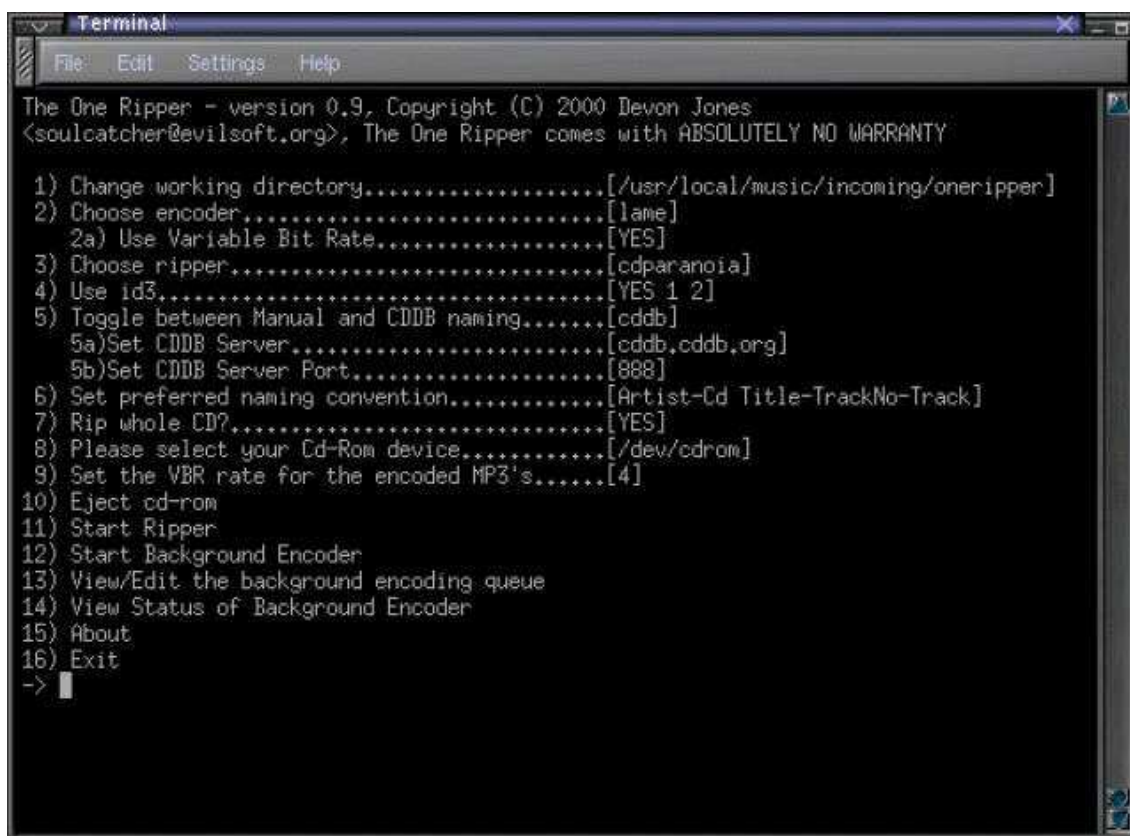 Terminal
File Edit Settings Help
The One Ripper - version 0.9, Copyright (C) 2000 Devon Jones
<soulcatcher@evilsoft.org>, The One Ripper comes with ABSOLUTELY NO WARRANTY
1) Change working directory....................[/usr/local/music/incoming/oneripper]
2) Choose encoder..............................[lame]
2a) Use Variable Bit Rate...................[YES]
3) Choose ripper...............................[cdparanoia]
4) Use id3.....................................[YES 1 2]
5) Toggle between Manual and CDDB naming.......[cddb]
5a)Set CDDB Server..........................[cddb.cddb.org]
5b)Set CDDB Server Port.....................[888]
6) Set preferred naming convention.............[Artist-Cd Title-TrackNo-Track]
7) Rip whole CD?...............................[YES]
8) Please select your Cd-Rom device............[/dev/cdrom]
9) Set the VBR rate for the encoded MP3's......[4]
10) Eject cd-rom
11) Start Ripper
12) Start Background Encoder
13) View/Edit the background encoding queue
14) View Status of Background Encoder
15) About
16) Exit
->